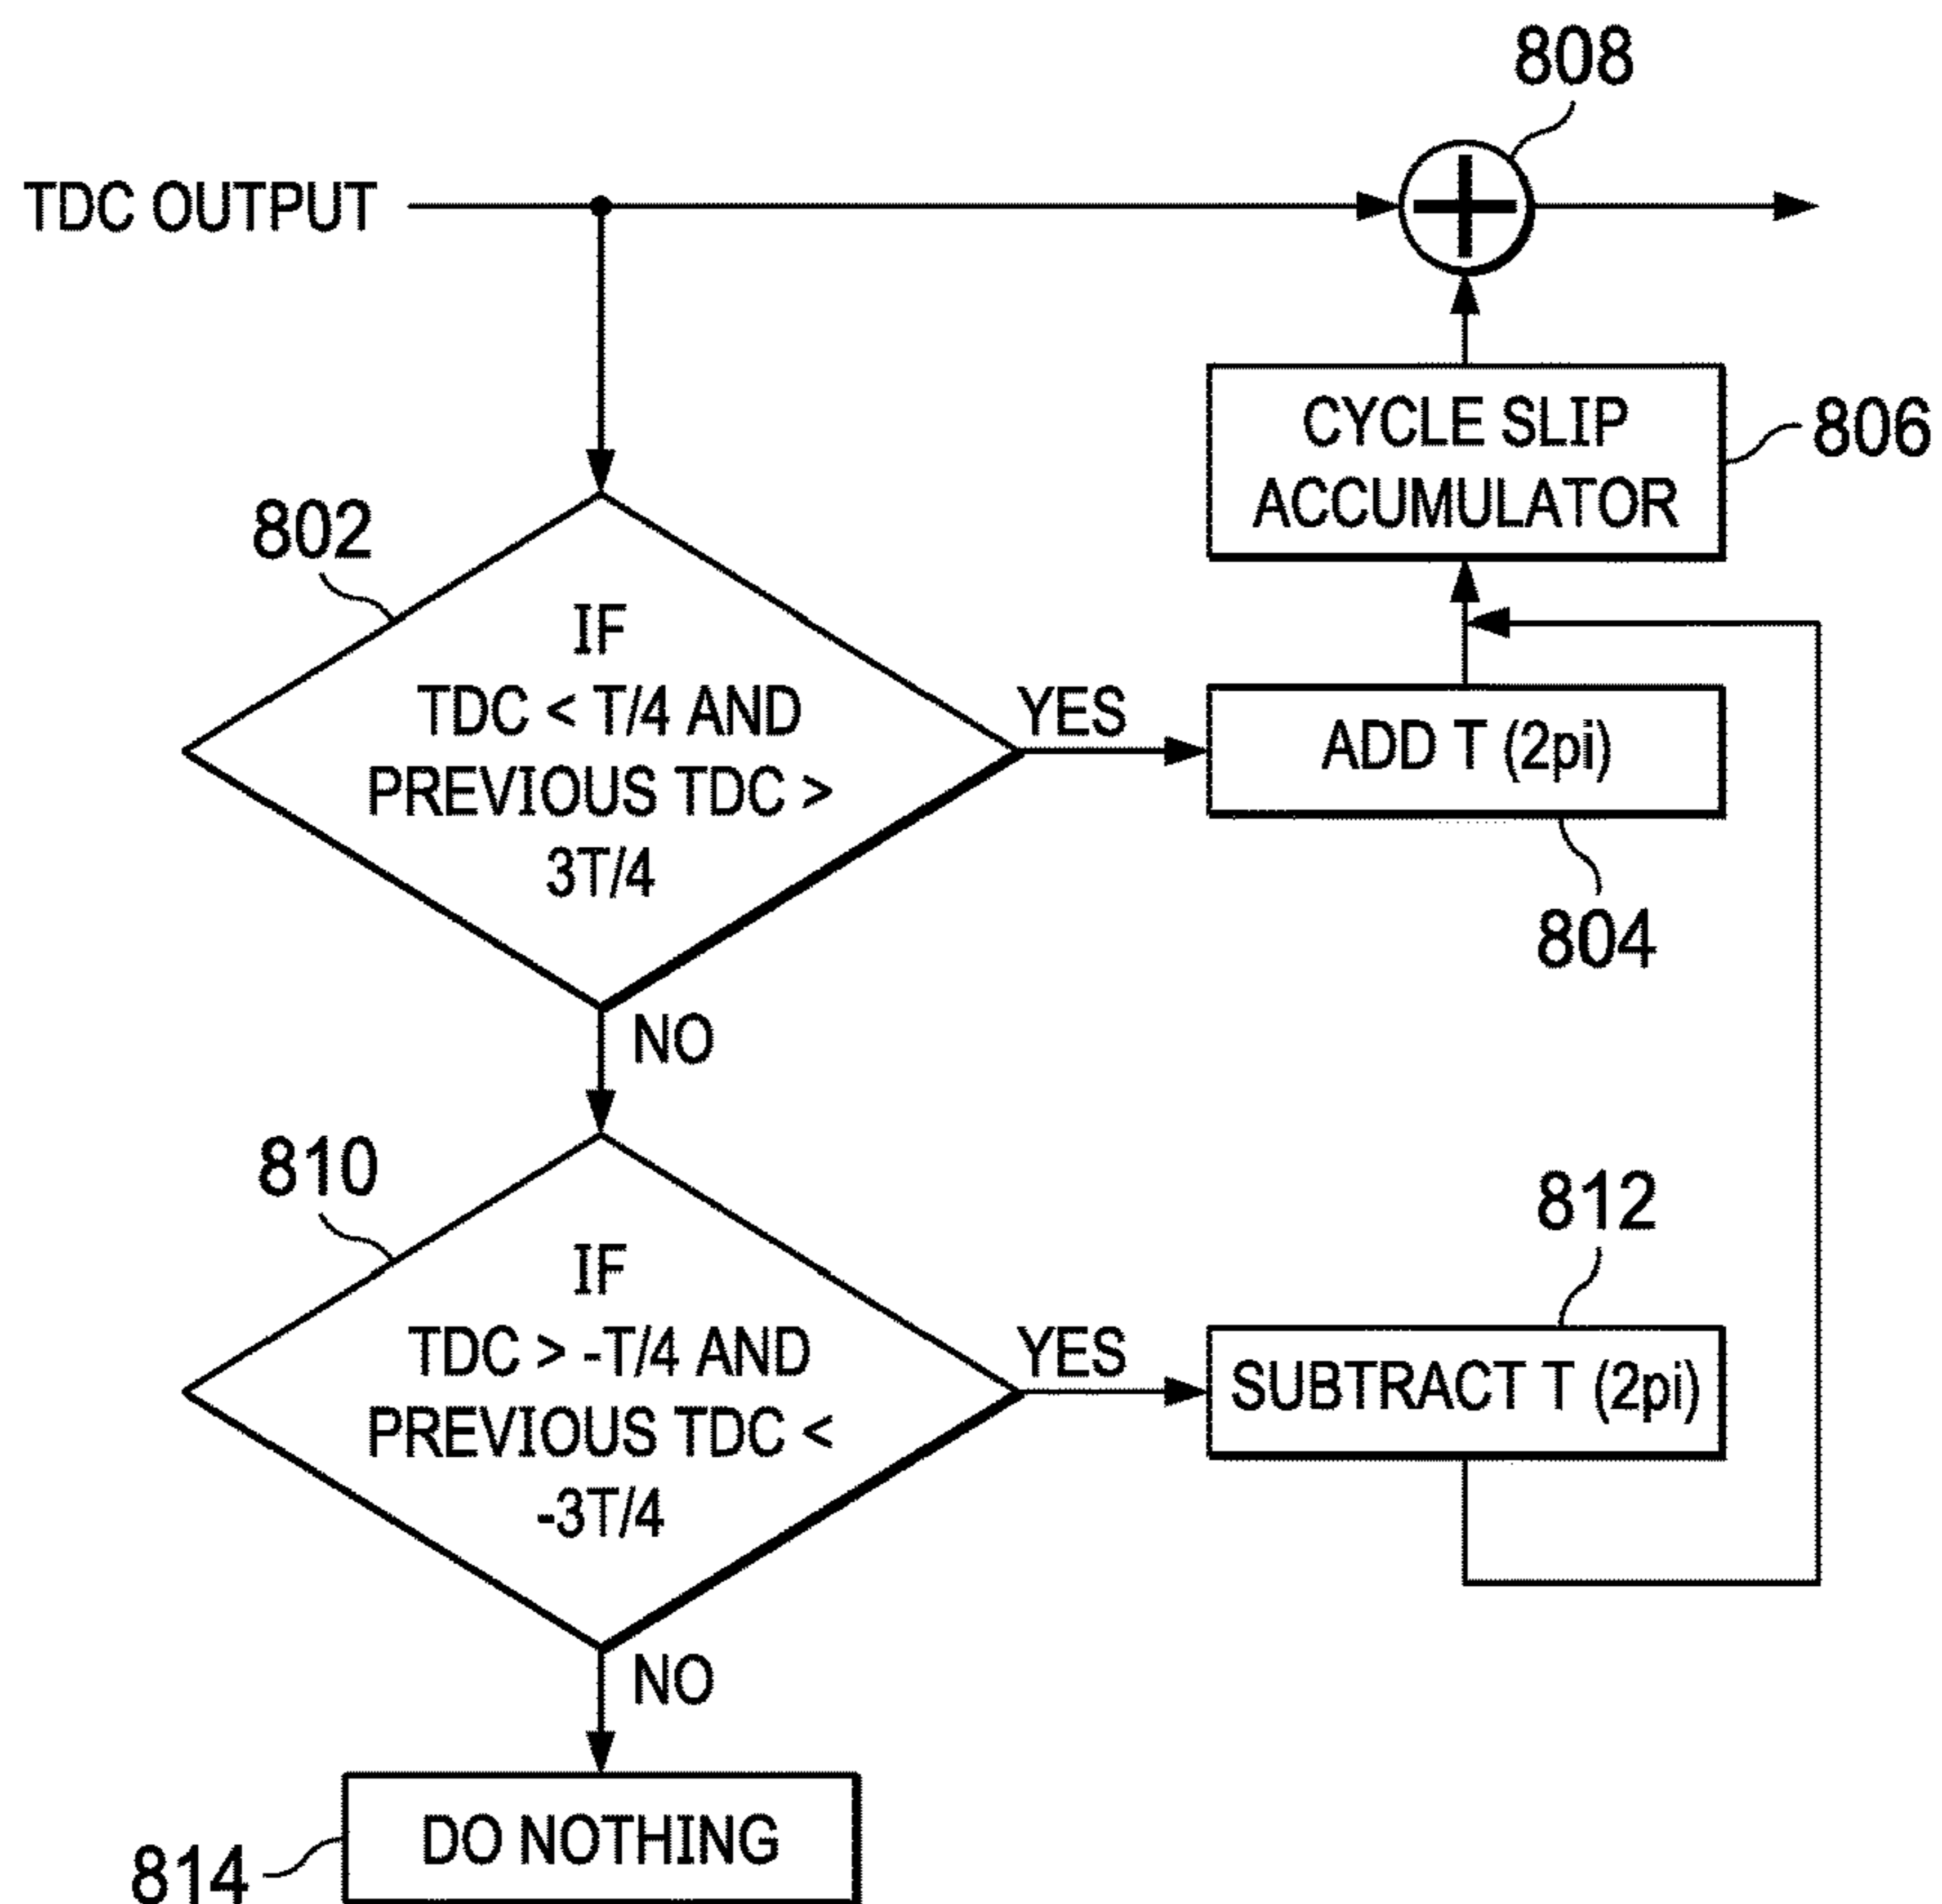 808
TDC OUTPUT
CYCLE SLIP
ACCUMULATOR
806
802
IF
TDC < T/4 AND
PREVIOUS TDC >
3T/4
YES
ADD T (2pi)
804
NO
810
IF
TDC > -T/4 AND
PREVIOUS TDC <
-3T/4
YES
812
SUBTRACT T (2pi)
NO
DO NOTHING
814